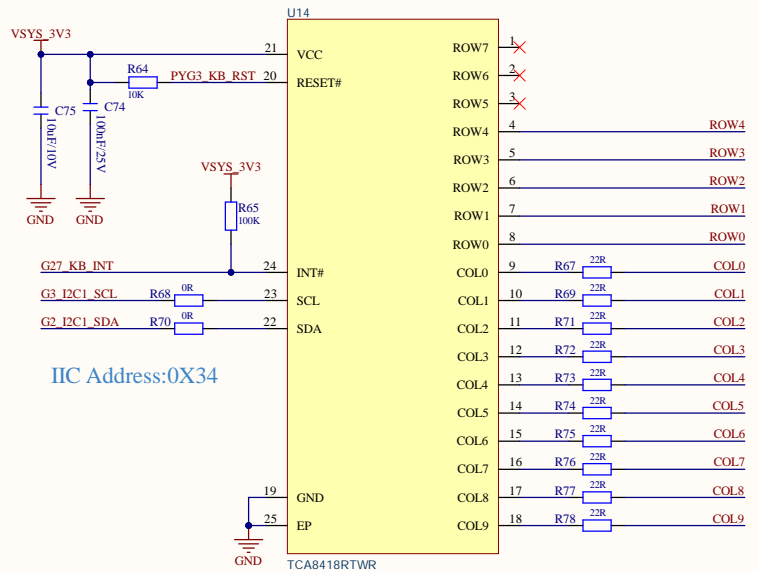 U14
VSYS_3V3
21 VCC
R64
10K
PYG3_KB_RST 20 RESET#
C75
10uF/10V
C74
100nF/25V
GND
GND
VSYS_3V3
R65
100K
G27_KB_INT 24 INT#
G3_I2C1_SCL R68 0R 23 SCL
G2_I2C1_SDA R70 0R 22 SDA
IIC Address:0X34
19 GND
25 EP
GND
ROW7 1
ROW6 2
ROW5 3
ROW4 4 ROW4
ROW3 5 ROW3
ROW2 6 ROW2
ROW1 7 ROW1
ROW0 8 ROW0
COL0 9 R67 22R COL0
COL1 10 R69 22R COL1
COL2 11 R71 22R COL2
COL3 12 R72 22R COL3
COL4 13 R73 22R COL4
COL5 14 R74 22R COL5
COL6 15 R75 22R COL6
COL7 16 R76 22R COL7
COL8 17 R77 22R COL8
COL9 18 R78 22R COL9
TCA8418RTWR